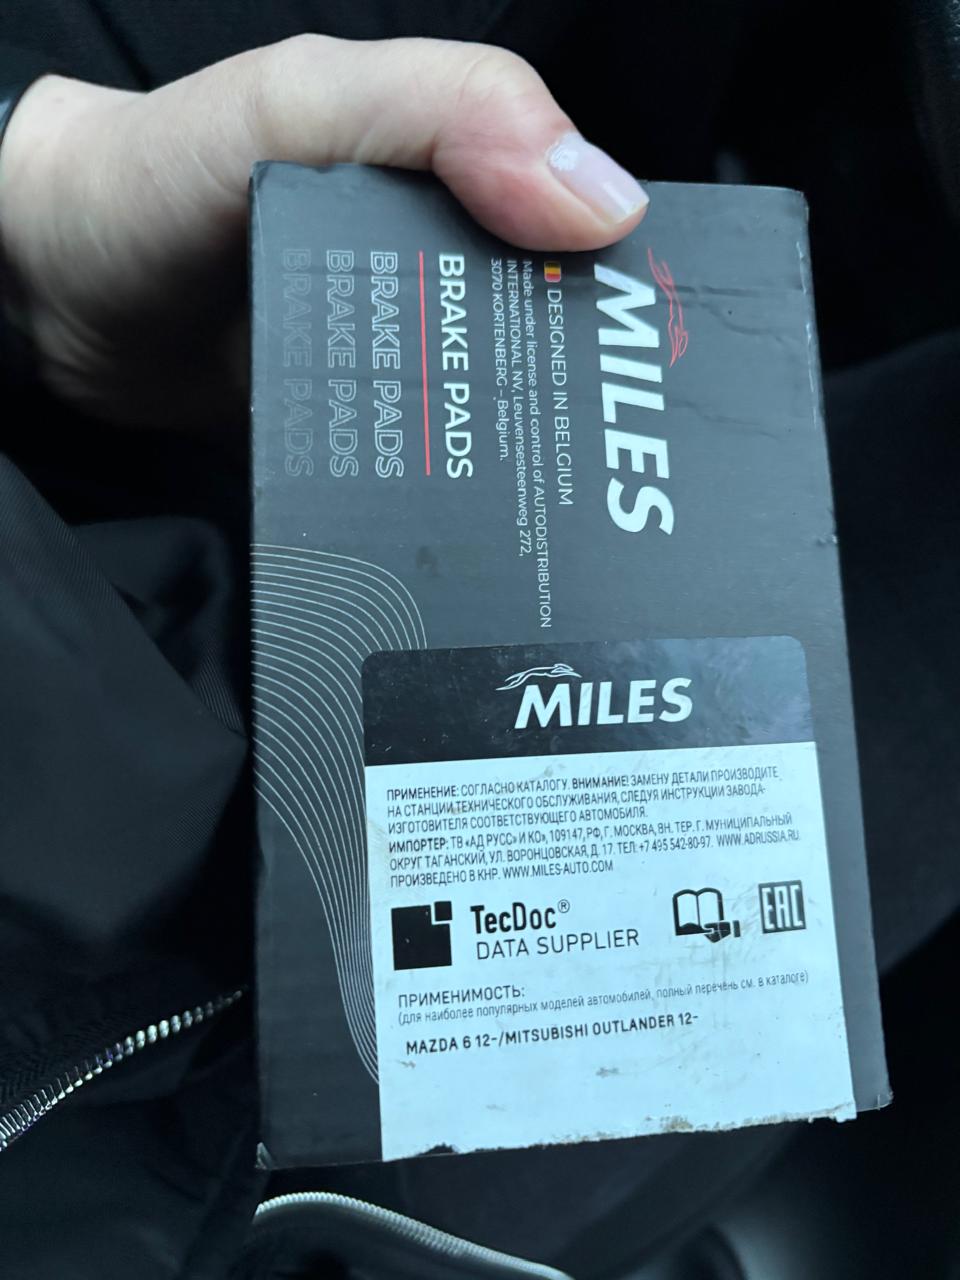 MILES
DESIGNED IN BELGIUM
Made under license and control of AUTODISTRIBUTION
INTERNATIONAL NV, Leuvensesteenweg 272,
3070 KORTENBERG – Belgium.
BRAKE PADS
BRAKE PADS
BRAKE PADS
BRAKE PADS
MILES
ПРИМЕНЕНИЕ: СОГЛАСНО КАТАЛОГУ. ВНИМАНИЕ! ЗАМЕНУ ДЕТАЛИ ПРОИЗВОДИТЕ
НА СТАНЦИИ ТЕХНИЧЕСКОГО ОБСЛУЖИВАНИЯ, СЛЕДУЯ ИНСТРУКЦИИ ЗАВОДА-
ИЗГОТОВИТЕЛЯ СООТВЕТСТВУЮЩЕГО АВТОМОБИЛЯ.
ИМПОРТЕР: ТВ «АД РУСС» И КО», 109147, РФ, Г. МОСКВА, ВН. ТЕР. Г. МУНИЦИПАЛЬНЫЙ
ОКРУГ ТАГАНСКИЙ, УЛ. ВОРОНЦОВСКАЯ, Д. 17. ТЕЛ: +7 495 542-80-97. WWW.ADRUSSIA.RU.
ПРОИЗВЕДЕНО В КНР. WWW.MILES-AUTO.COM
TecDoc®
DATA SUPPLIER
EAC
ПРИМЕНИМОСТЬ:
(для наиболее популярных моделей автомобилей, полный перечень см. в каталоге)
MAZDA 6 12-/MITSUBISHI OUTLANDER 12-